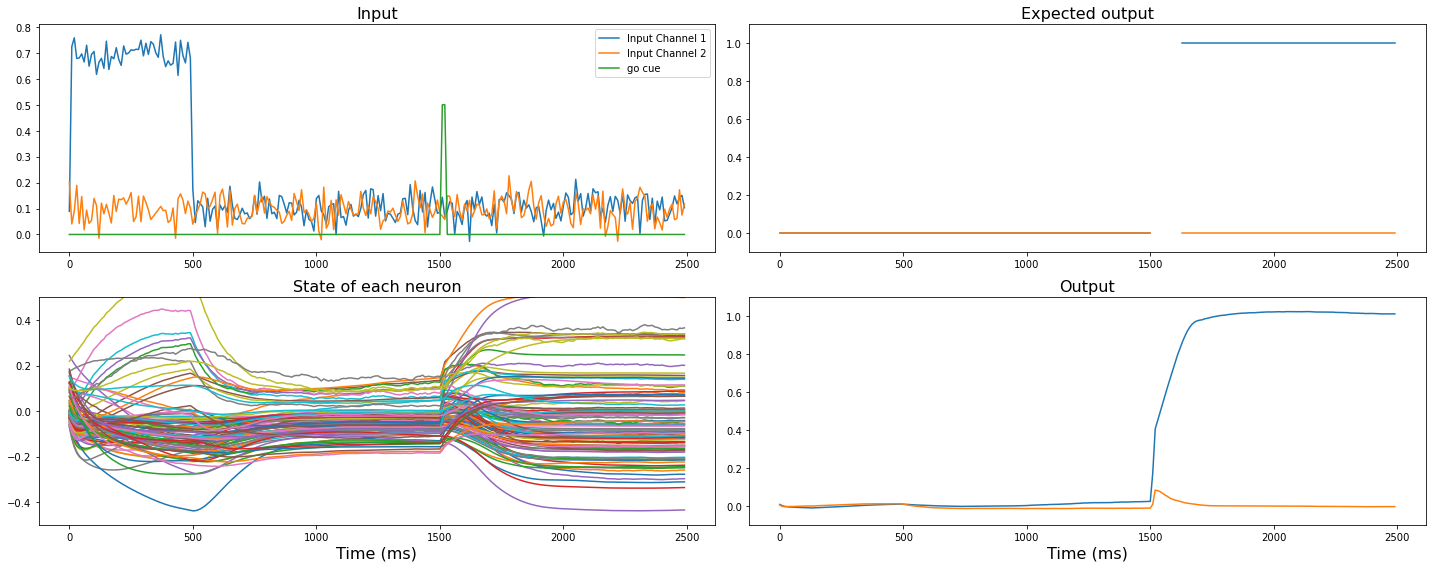 Input
0.8
0.7
0.6
0.5
0.4
0.3
0.2
0.1
0.0
0 500 1000 1500 2000 2500
Input Channel 1
Input Channel 2
go cue
Expected output
1.0
0.8
0.6
0.4
0.2
0.0
0 500 1000 1500 2000 2500
State of each neuron
0.4
0.2
0.0
−0.2
−0.4
0 500 1000 1500 2000 2500
Time (ms)
Output
1.0
0.8
0.6
0.4
0.2
0.0
0 500 1000 1500 2000 2500
Time (ms)